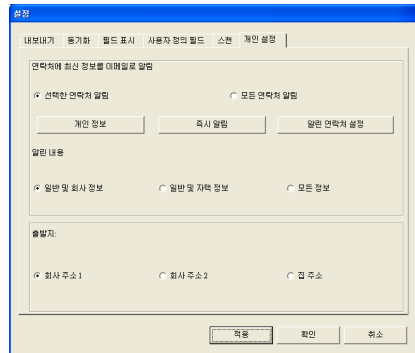 설정
내보내기 동기화 필드 표시 사용자 정의 필드 스캔 개인 설정
연락처에 최신 정보를 이메일로 알림
선택한 연락처 알림 모든 연락처 알림
개인 정보 즉시 알림 알린 연락처 설정
알린 내용
일반 및 회사 정보 일반 및 자택 정보 모든 정보
출발지:
회사 주소 1 회사 주소 2 집 주소
적용 확인 취소